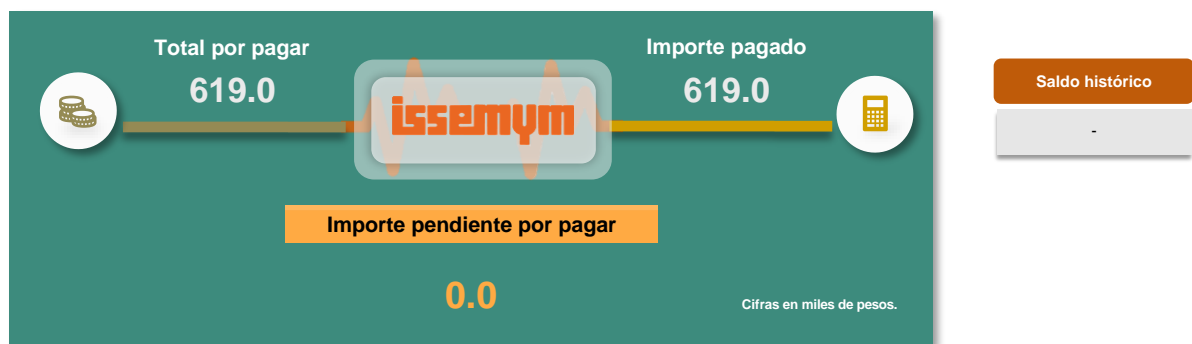 Total por pagar
619.0
issemym
Importe pagado
619.0
Importe pendiente por pagar
0.0
Cifras en miles de pesos.
Saldo histórico
-